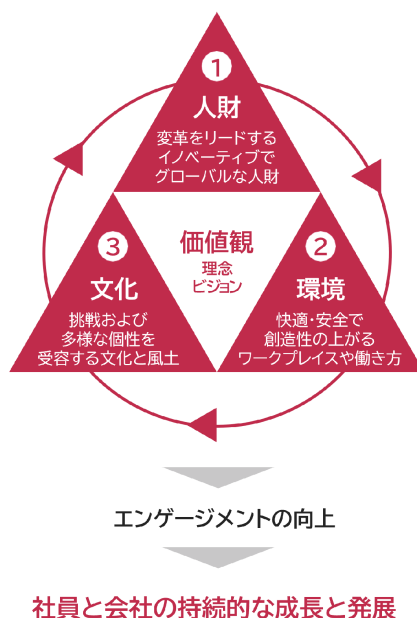 1
人財
変革をリードする
イノベーティブで
グローバルな人財
価値観
理念
ビジョン
2
環境
快適・安全で
創造性の上がる
ワークプレイスや働き方
3
文化
挑戦および
多様な個性を
受容する文化と風土
エンゲージメントの向上
社員と会社の持続的な成長と発展